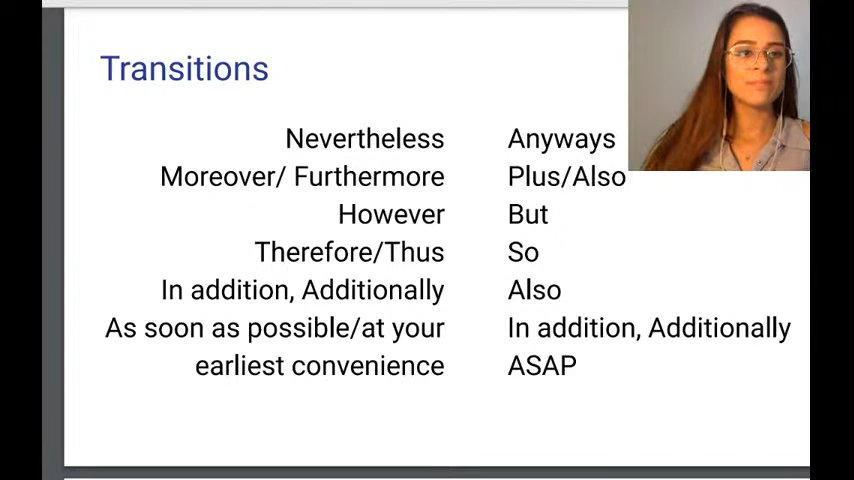 Transitions
Nevertheless Anyways
Moreover/ Furthermore Plus/Also
However But
Therefore/Thus So
In addition, Additionally Also
As soon as possible/at your In addition, Additionally
earliest convenience ASAP